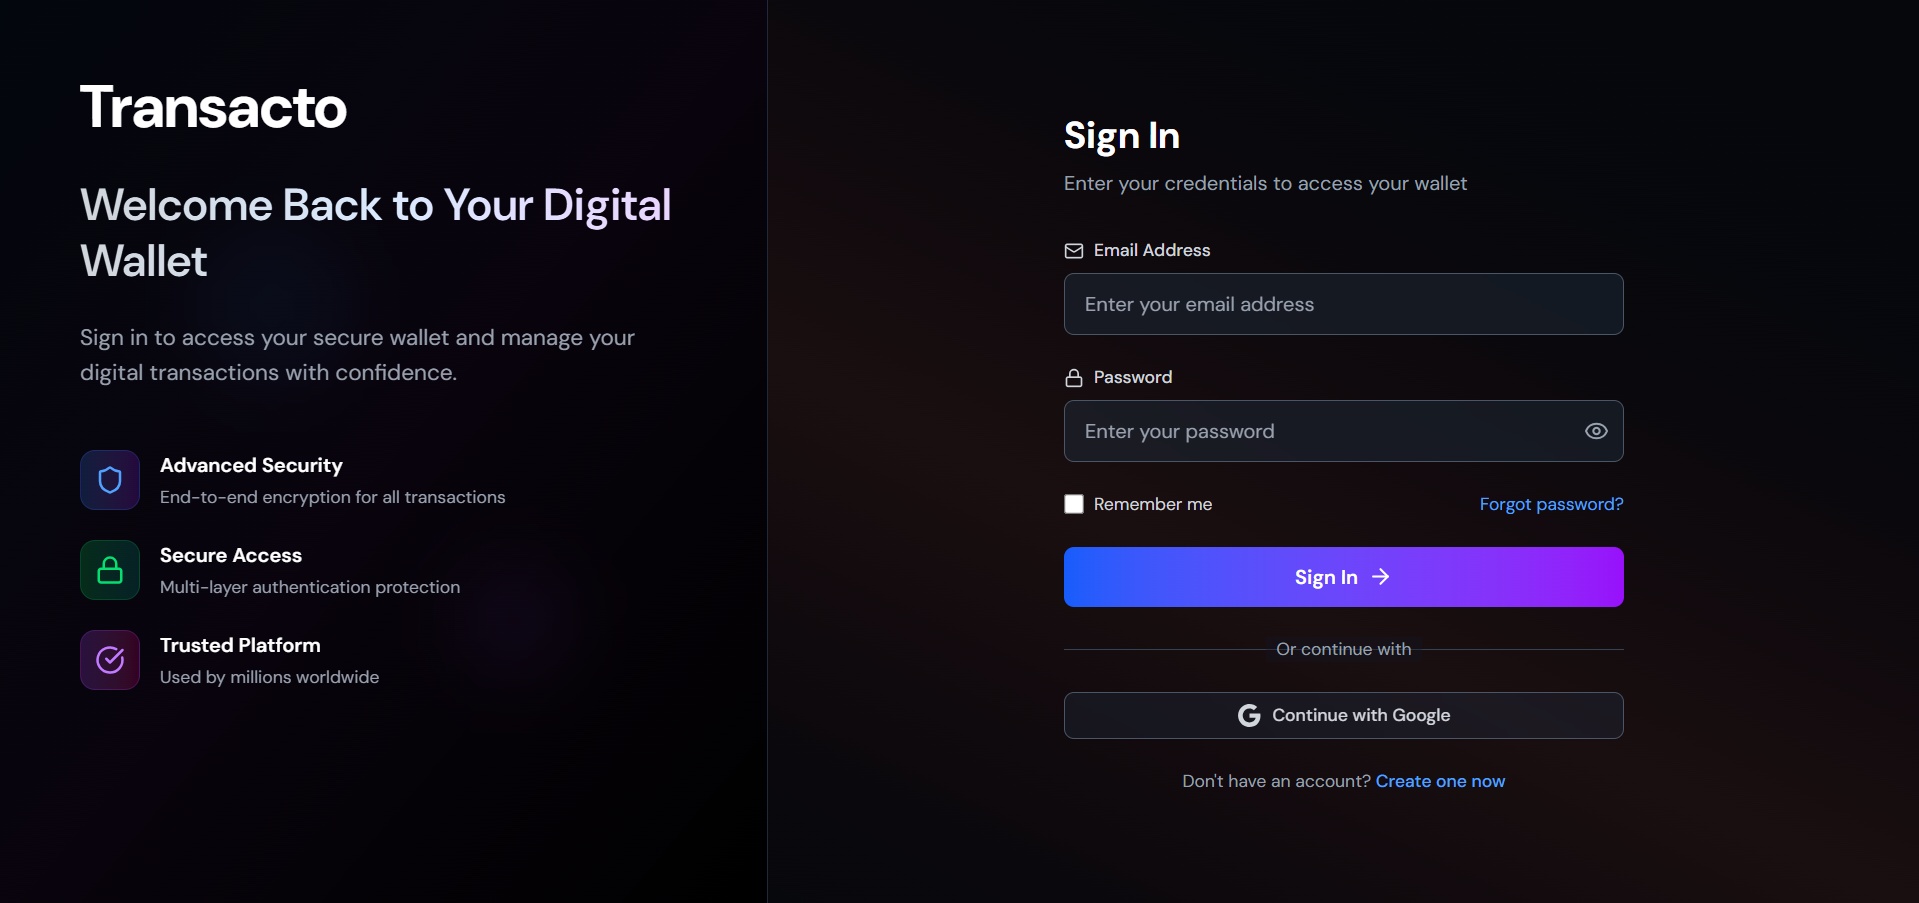 Transacto
Welcome Back to Your Digital
Wallet
Sign in to access your secure wallet and manage your
digital transactions with confidence.
Advanced Security
End-to-end encryption for all transactions
Secure Access
Multi-layer authentication protection
Trusted Platform
Used by millions worldwide
Sign In
Enter your credentials to access your wallet
Email Address
Enter your email address
Password
Enter your password
Remember me
Forgot password?
Sign In
Or continue with
Continue with Google
Don't have an account? Create one now